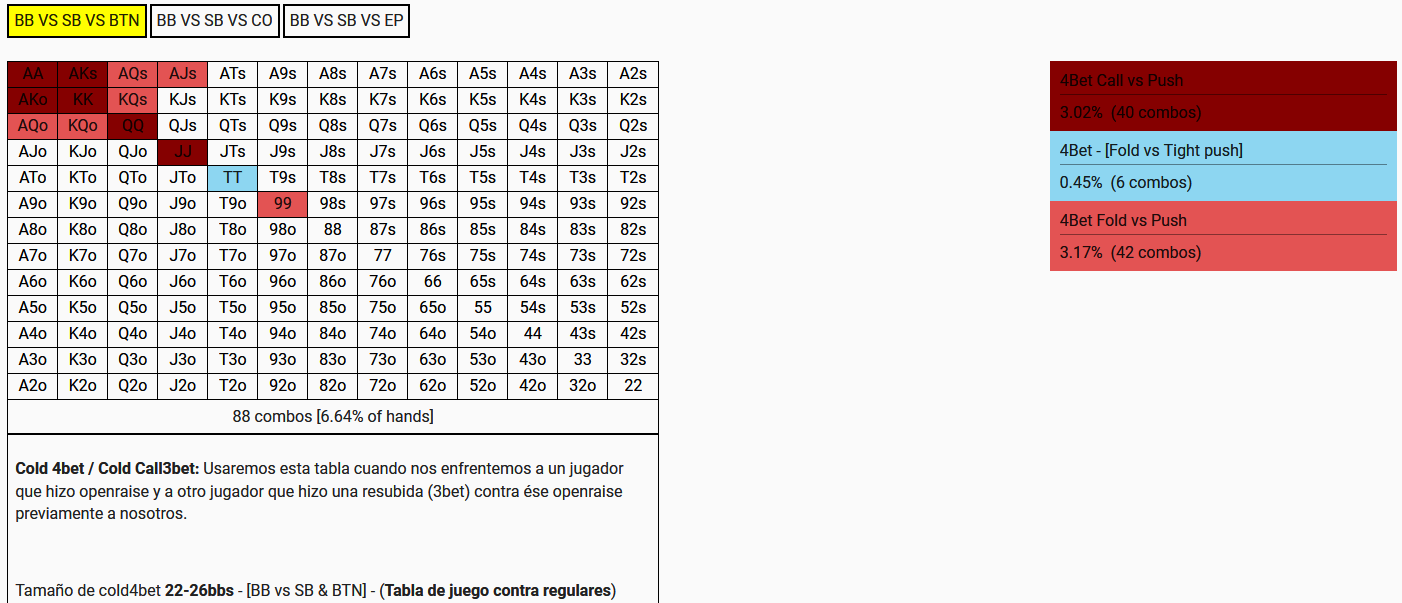 BB VS SB VS BTN BB VS SB VS CO BB VS SB VS EP
AA AKs AQs AJs ATs A9s A8s A7s A6s A5s A4s A3s A2s
AKo KK KQs KJs KTs K9s K8s K7s K6s K5s K4s K3s K2s
AQo KQo QQ QJs QTs Q9s Q8s Q7s Q6s Q5s Q4s Q3s Q2s
AJo KJo QJo JJ JTs J9s J8s J7s J6s J5s J4s J3s J2s
ATo KTo QTo JTo TT T9s T8s T7s T6s T5s T4s T3s T2s
A9o K9o Q9o J9o T9o 99 98s 97s 96s 95s 94s 93s 92s
A8o K8o Q8o J8o T8o 98o 88 87s 86s 85s 84s 83s 82s
A7o K7o Q7o J7o T7o 97o 87o 77 76s 75s 74s 73s 72s
A6o K6o Q6o J6o T6o 96o 86o 76o 66 65s 64s 63s 62s
A5o K5o Q5o J5o T5o 95o 85o 75o 65o 55 54s 53s 52s
A4o K4o Q4o J4o T4o 94o 84o 74o 64o 54o 44 43s 42s
A3o K3o Q3o J3o T3o 93o 83o 73o 63o 53o 43o 33 32s
A2o K2o Q2o J2o T2o 92o 82o 72o 62o 52o 42o 32o 22
88 combos [6.64% of hands]
Cold 4bet / Cold Call3bet: Usaremos esta tabla cuando nos enfrentemos a un jugador
que hizo openraise y a otro jugador que hizo una resubida (3bet) contra ése openraise
previamente a nosotros.
Tamaño de cold4bet 22-26bbs - [BB vs SB & BTN] - (Tabla de juego contra regulares)
4Bet Call vs Push
3.02% (40 combos)
4Bet - [Fold vs Tight push]
0.45% (6 combos)
4Bet Fold vs Push
3.17% (42 combos)